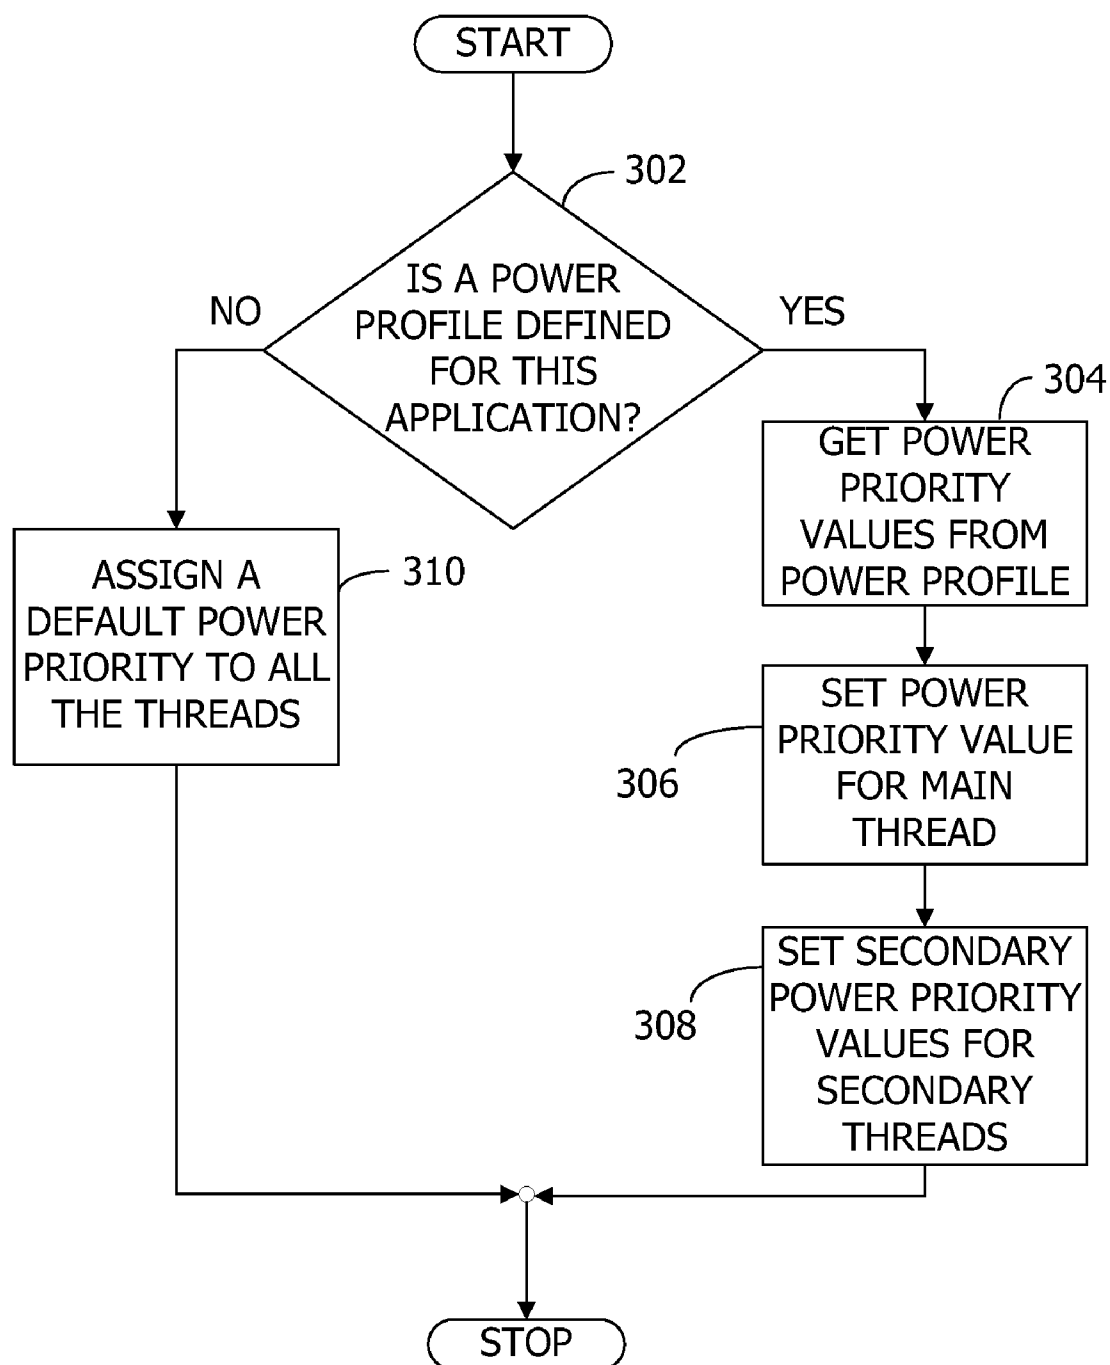 START
302
IS A POWER
PROFILE DEFINED
FOR THIS
APPLICATION?
NO
YES
304
GET POWER
PRIORITY
VALUES FROM
POWER PROFILE
ASSIGN A
DEFAULT POWER
PRIORITY TO ALL
THE THREADS
310
SET POWER
PRIORITY VALUE
FOR MAIN
THREAD
306
SET SECONDARY
POWER PRIORITY
VALUES FOR
SECONDARY
THREADS
308
STOP